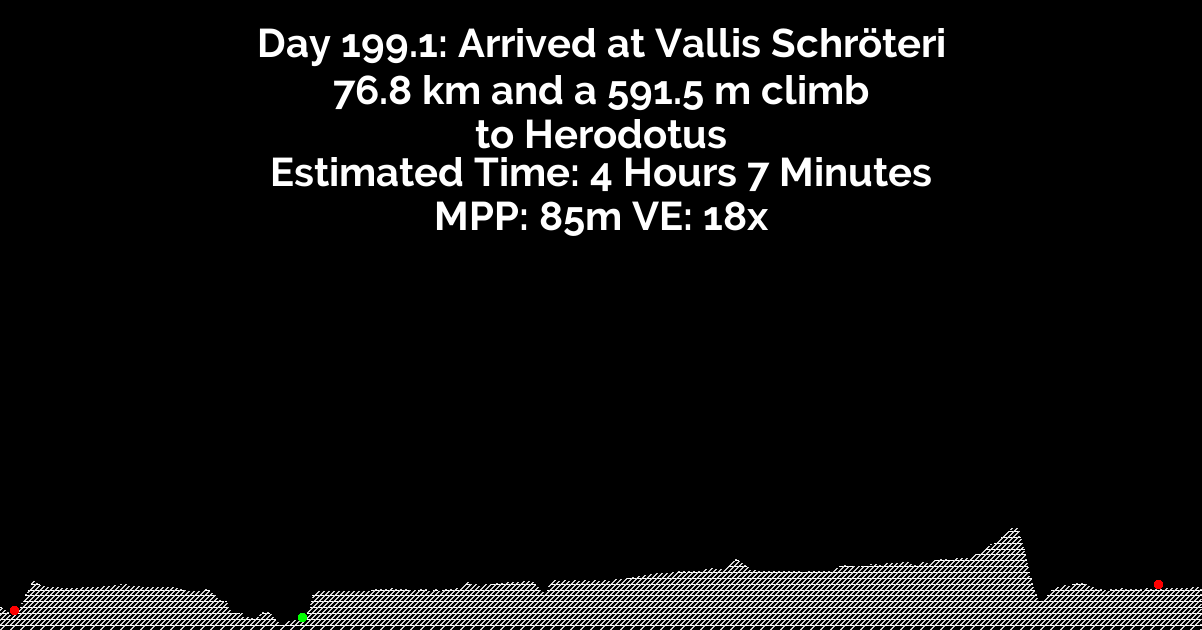 Day 199.1: Arrived at Vallis Schröteri
76.8 km and a 591.5 m climb
to Herodotus
Estimated Time: 4 Hours 7 Minutes
MPP: 85m VE: 18x